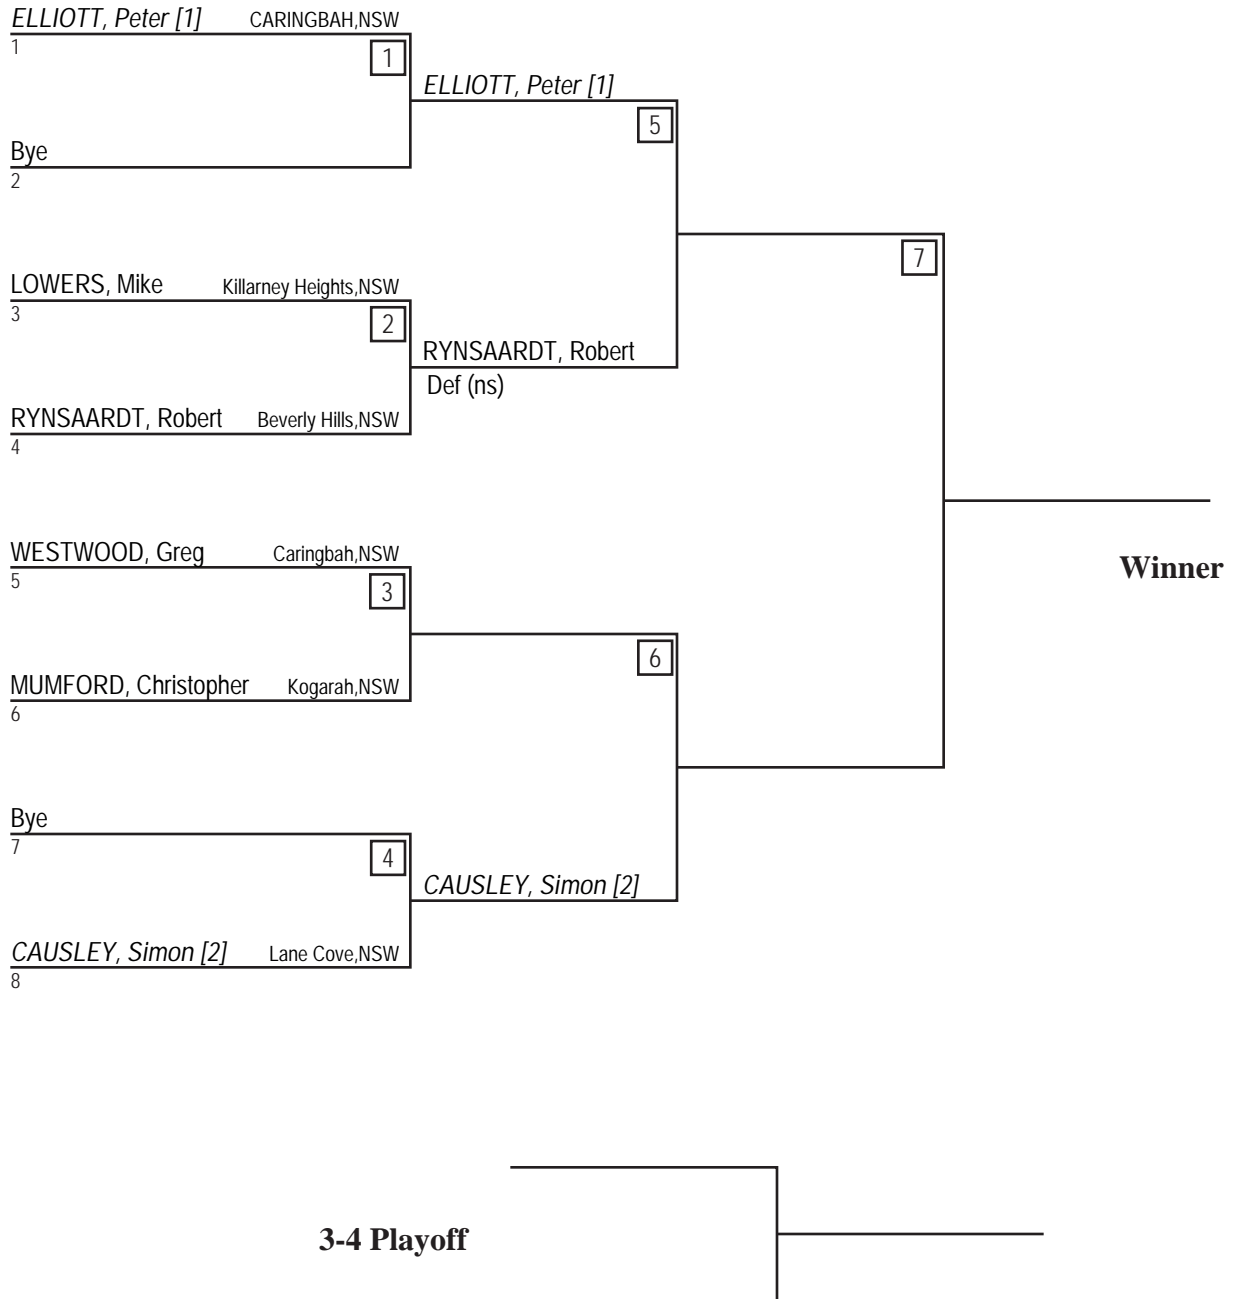 ELLIOTT, Peter [1] CARINGBAH,NSW
1
1
ELLIOTT, Peter [1]
5
Bye
2
7
LOWERS, Mike Killarney Heights,NSW
3
2
RYNSAARDT, Robert
Def (ns)
RYNSAARDT, Robert Beverly Hills,NSW
4
WESTWOOD, Greg Caringbah,NSW
5
3
Winner
6
MUMFORD, Christopher Kogarah,NSW
6
Bye
7
4
CAUSLEY, Simon [2]
CAUSLEY, Simon [2] Lane Cove,NSW
8
3-4 Playoff